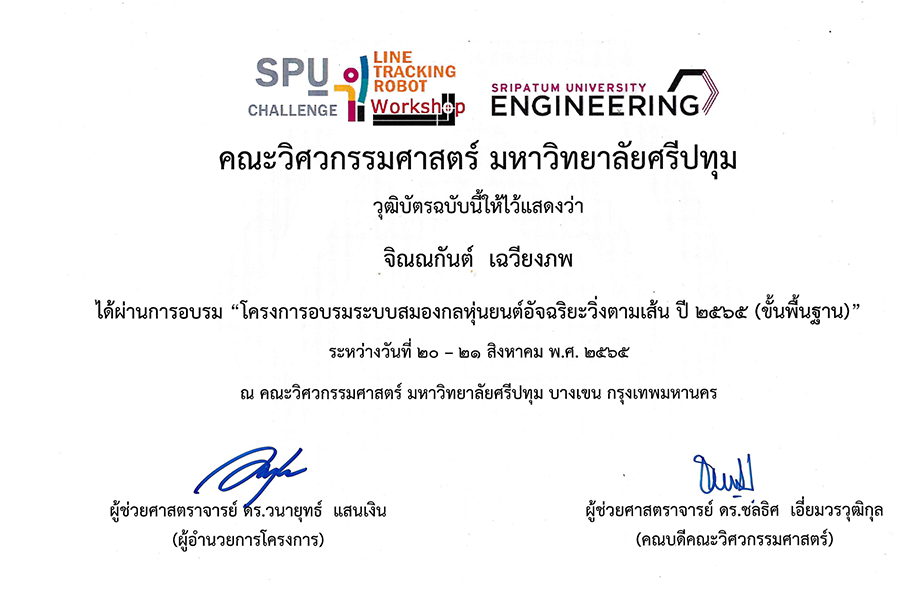 SPU
CHALLENGE
LINE
TRACKING
ROBOT
Workshop
SRIPATUM UNIVERSITY
ENGINEERING
คณะวิศวกรรมศาสตร์ มหาวิทยาลัยศรีปทุม
วุฒิบัตรฉบับนี้ให้ไว้แสดงว่า
จิณณกันต์ เฉวียงภพ
ได้ผ่านการอบรม “โครงการอบรมระบบสมองกลหุ่นยนต์อัจฉริยะวิ่งตามเส้น ปี ๒๕๖๕ (ขั้นพื้นฐาน)”
ระหว่างวันที่ ๒๐ – ๒๑ สิงหาคม พ.ศ. ๒๕๖๕
ณ คณะวิศวกรรมศาสตร์ มหาวิทยาลัยศรีปทุม บางเขน กรุงเทพมหานคร
ผู้ช่วยศาสตราจารย์ ดร.วนายุทธ์ แสนเงิน
(ผู้อำนวยการโครงการ)
ผู้ช่วยศาสตราจารย์ ดร.ชลธิศ เอี่ยมวรวุฒิกุล
(คณบดีคณะวิศวกรรมศาสตร์)